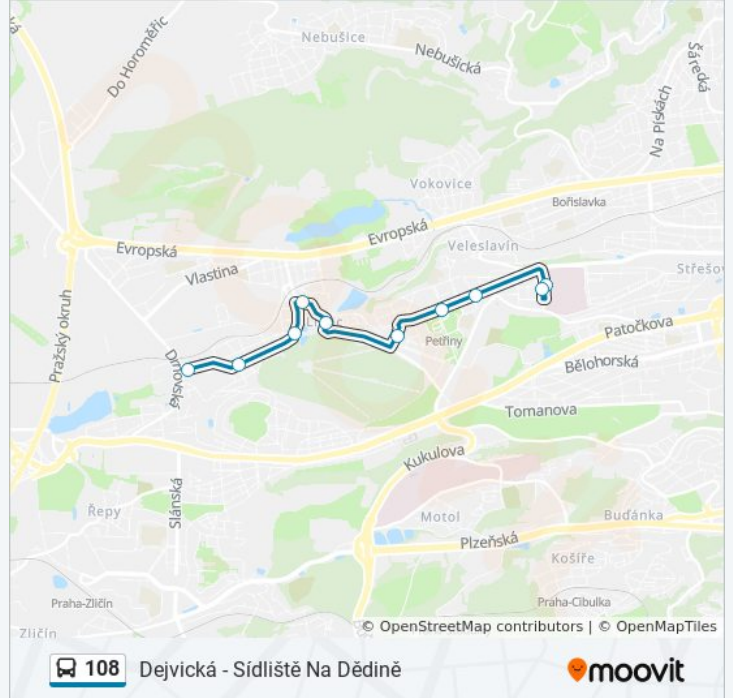 Do Horoměřic
Nebušice
Nebušická
Šárecká
Na Pískách
Vokovice
Bořislavka
Evropská
Evropská
Veleslavín
Vlastina
Střešov
Pražský okruh
Drnovská
Petřiny
Patočkova
Bělohorská
Tomanova
Kukulova
Slánská
Řepy
Motol
Buďánka
Plzeňská
Košíře
Praha-Zličín
Praha-Cibulka
Zličín
© OpenStreetMap contributors | © OpenMapTiles
108 Dejvická - Sídliště Na Dědině
moovit